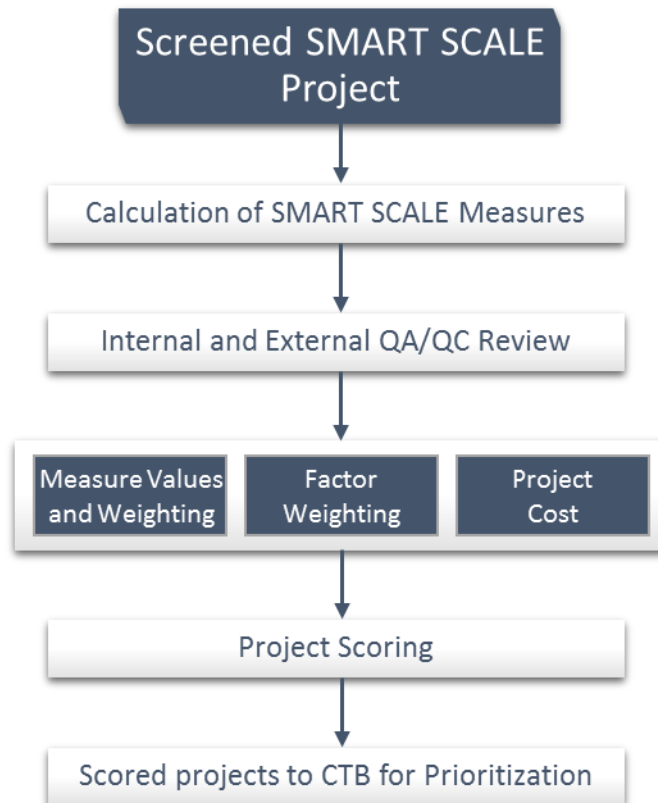 Screened SMART SCALE
Project
Calculation of SMART SCALE Measures
Internal and External QA/QC Review
Measure Values
and Weighting
Factor
Weighting
Project
Cost
Project Scoring
Scored projects to CTB for Prioritization